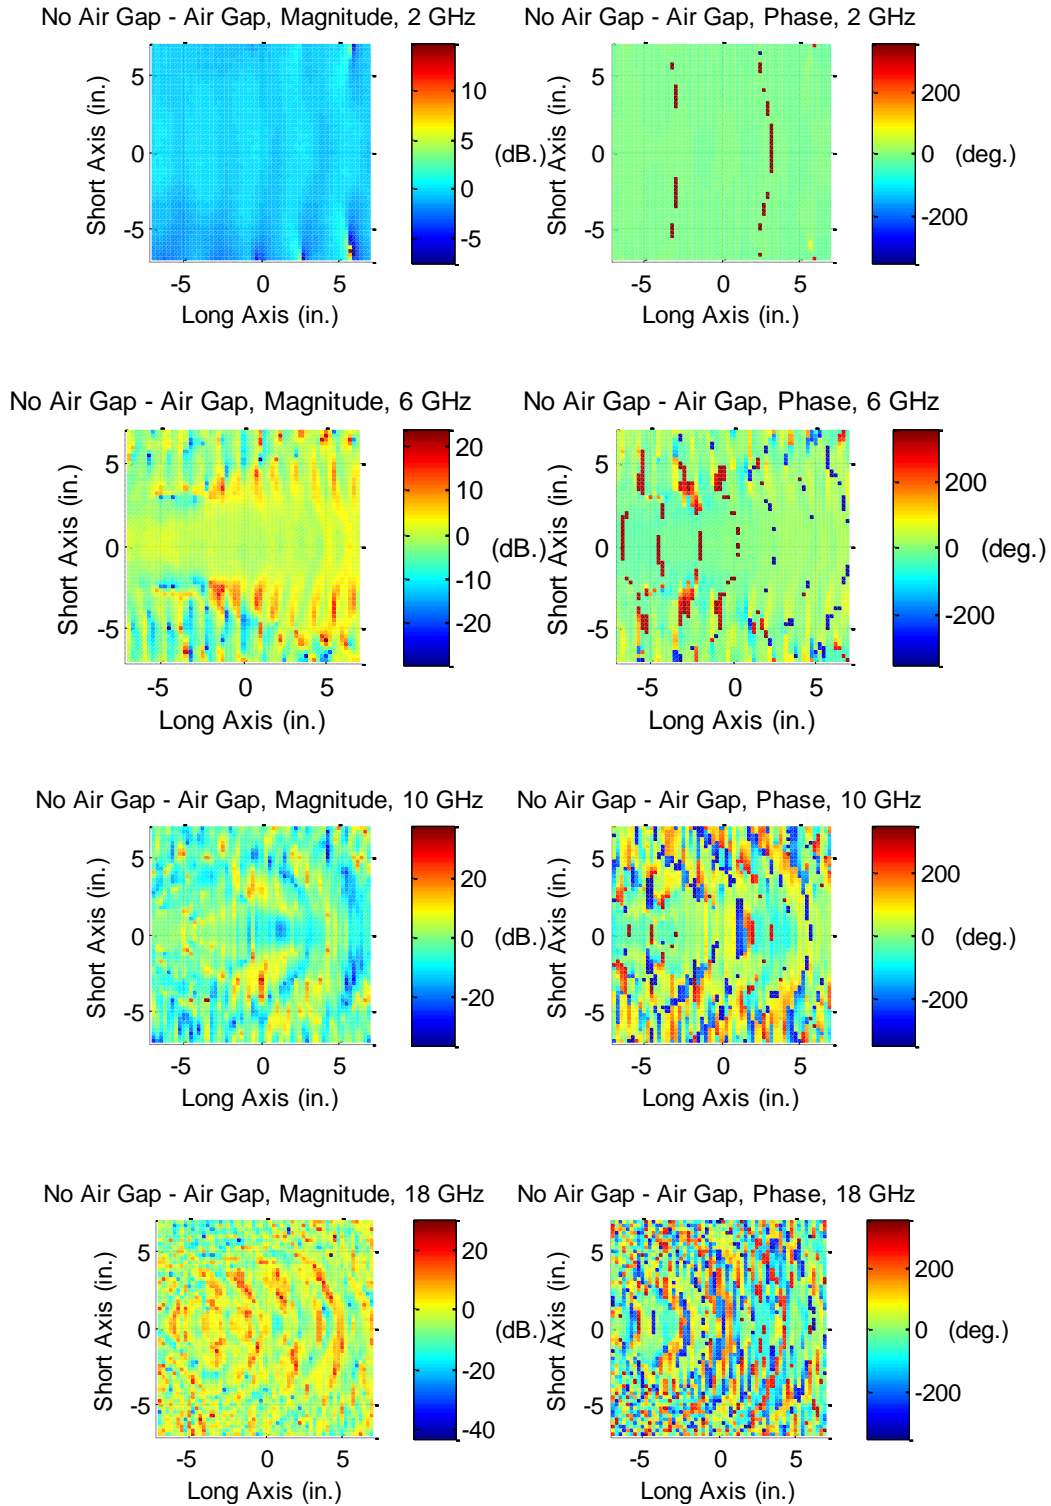 No Air Gap - Air Gap, Magnitude, 2 GHz
No Air Gap - Air Gap, Phase, 2 GHz
Short Axis (in.)
5
0
-5
-5 0 5
Long Axis (in.)
10
5
0
-5
(dB.)
Short Axis (in.)
5
0
-5
-5 0 5
Long Axis (in.)
200
0
-200
(deg.)
No Air Gap - Air Gap, Magnitude, 6 GHz
No Air Gap - Air Gap, Phase, 6 GHz
Short Axis (in.)
5
0
-5
-5 0 5
Long Axis (in.)
20
10
0
-10
-20
(dB.)
Short Axis (in.)
5
0
-5
-5 0 5
Long Axis (in.)
200
0
-200
(deg.)
No Air Gap - Air Gap, Magnitude, 10 GHz
No Air Gap - Air Gap, Phase, 10 GHz
Short Axis (in.)
5
0
-5
-5 0 5
Long Axis (in.)
20
0
-20
(dB.)
Short Axis (in.)
5
0
-5
-5 0 5
Long Axis (in.)
200
0
-200
(deg.)
No Air Gap - Air Gap, Magnitude, 18 GHz
No Air Gap - Air Gap, Phase, 18 GHz
Short Axis (in.)
5
0
-5
-5 0 5
Long Axis (in.)
20
0
-20
-40
(dB.)
Short Axis (in.)
5
0
-5
-5 0 5
Long Axis (in.)
200
0
-200
(deg.)